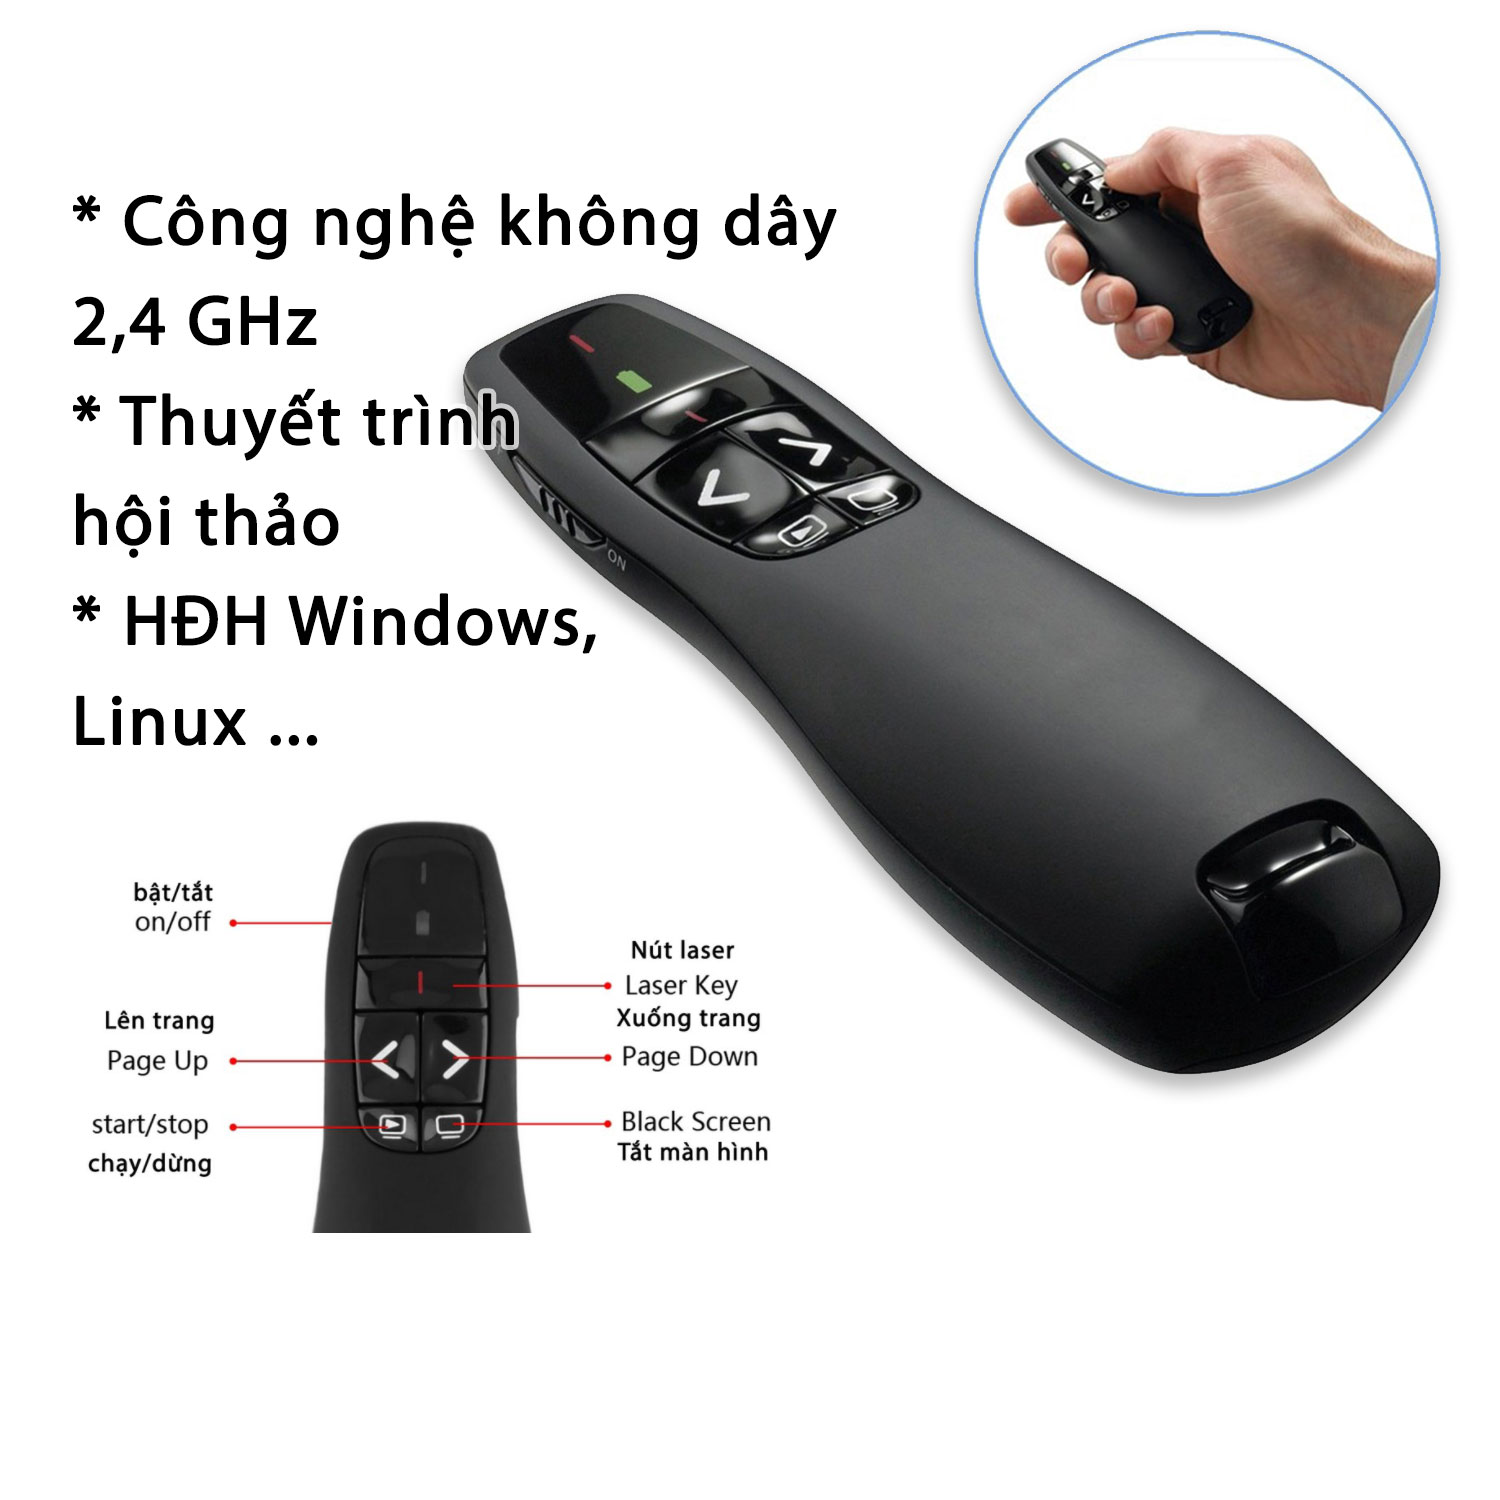 * Công nghệ không dây
2,4 GHz
* Thuyết trình
hội thảo
* HĐH Windows,
Linux ...
ON
bật/tắt
on/off
Nút laser
Laser Key
Lên trang
Page Up
Xuống trang
Page Down
start/stop
chạy/dừng
Black Screen
Tắt màn hình